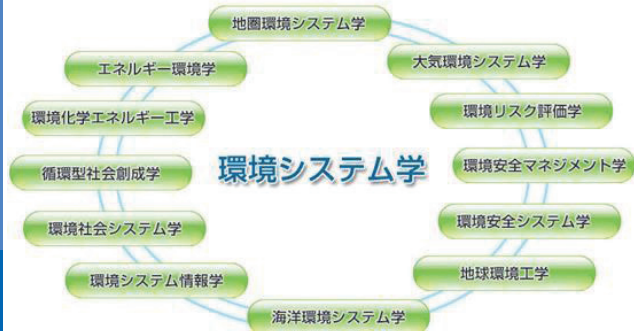 地圏環境システム学
エネルギー環境学
大気環境システム学
環境化学エネルギー工学
環境リスク評価学
循環型社会創成学
環境システム学
環境安全マネジメント学
環境社会システム学
環境安全システム学
環境システム情報学
地球環境工学
海洋環境システム学